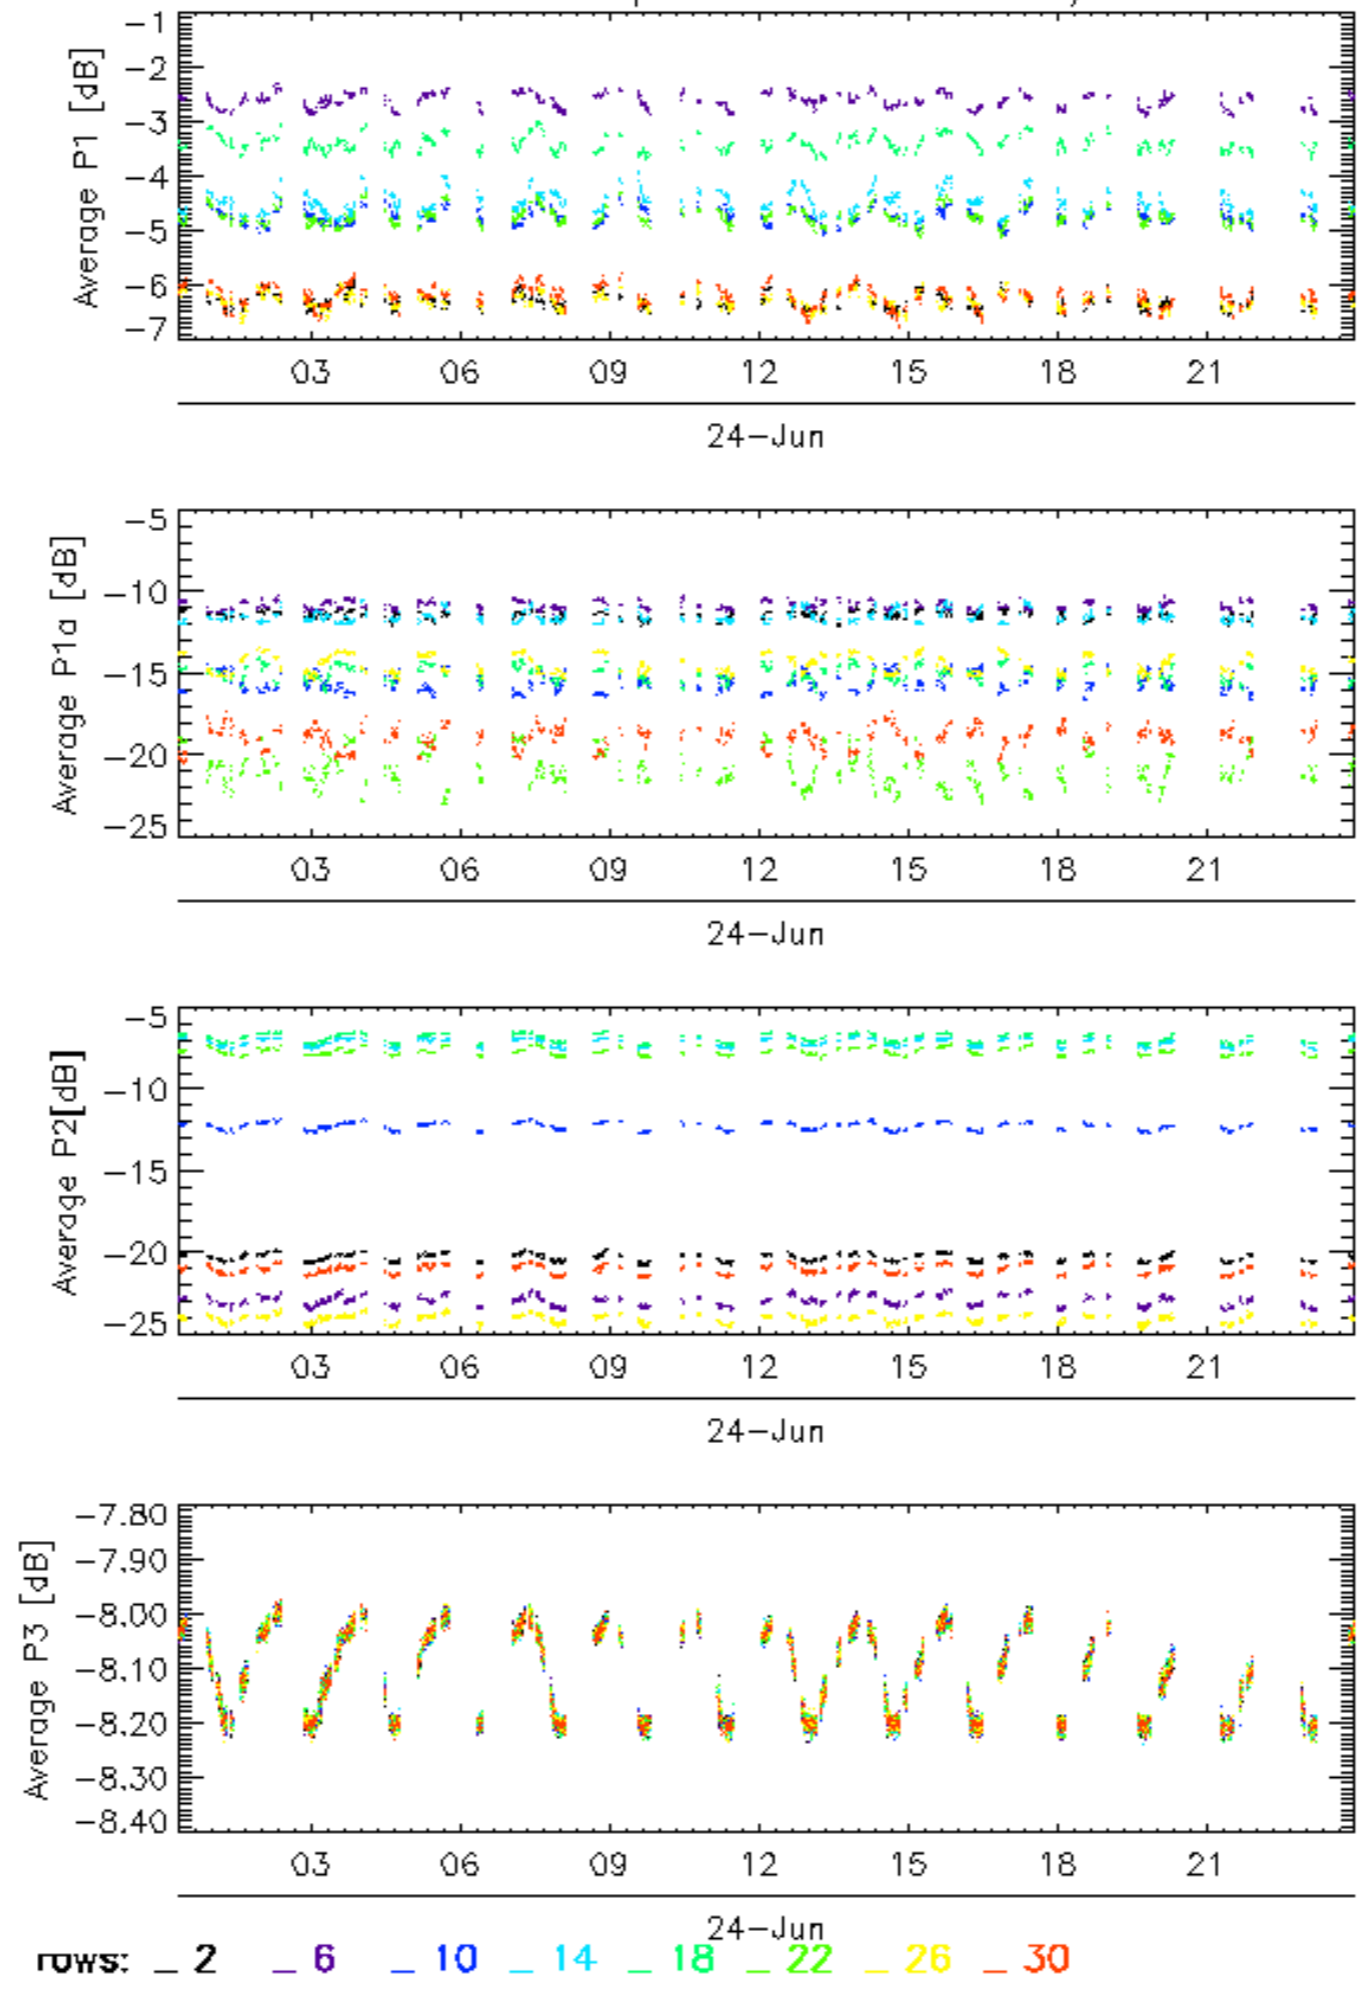 -1
-2
-3
-4
-5
-6
-7
Average P1 [dB]
03 06 09 12 15 18 21
24-Jun
-5
-10
-15
-20
-25
Average P1a [dB]
03 06 09 12 15 18 21
24-Jun
-5
-10
-15
-20
-25
Average P2[dB]
03 06 09 12 15 18 21
24-Jun
-7.80
-7.90
-8.00
-8.10
-8.20
-8.30
-8.40
Average P3 [dB]
03 06 09 12 15 18 21
24-Jun
rows: _ 2 _ 6 _ 10 _ 14 _ 18 _ 22 _ 26 _ 30